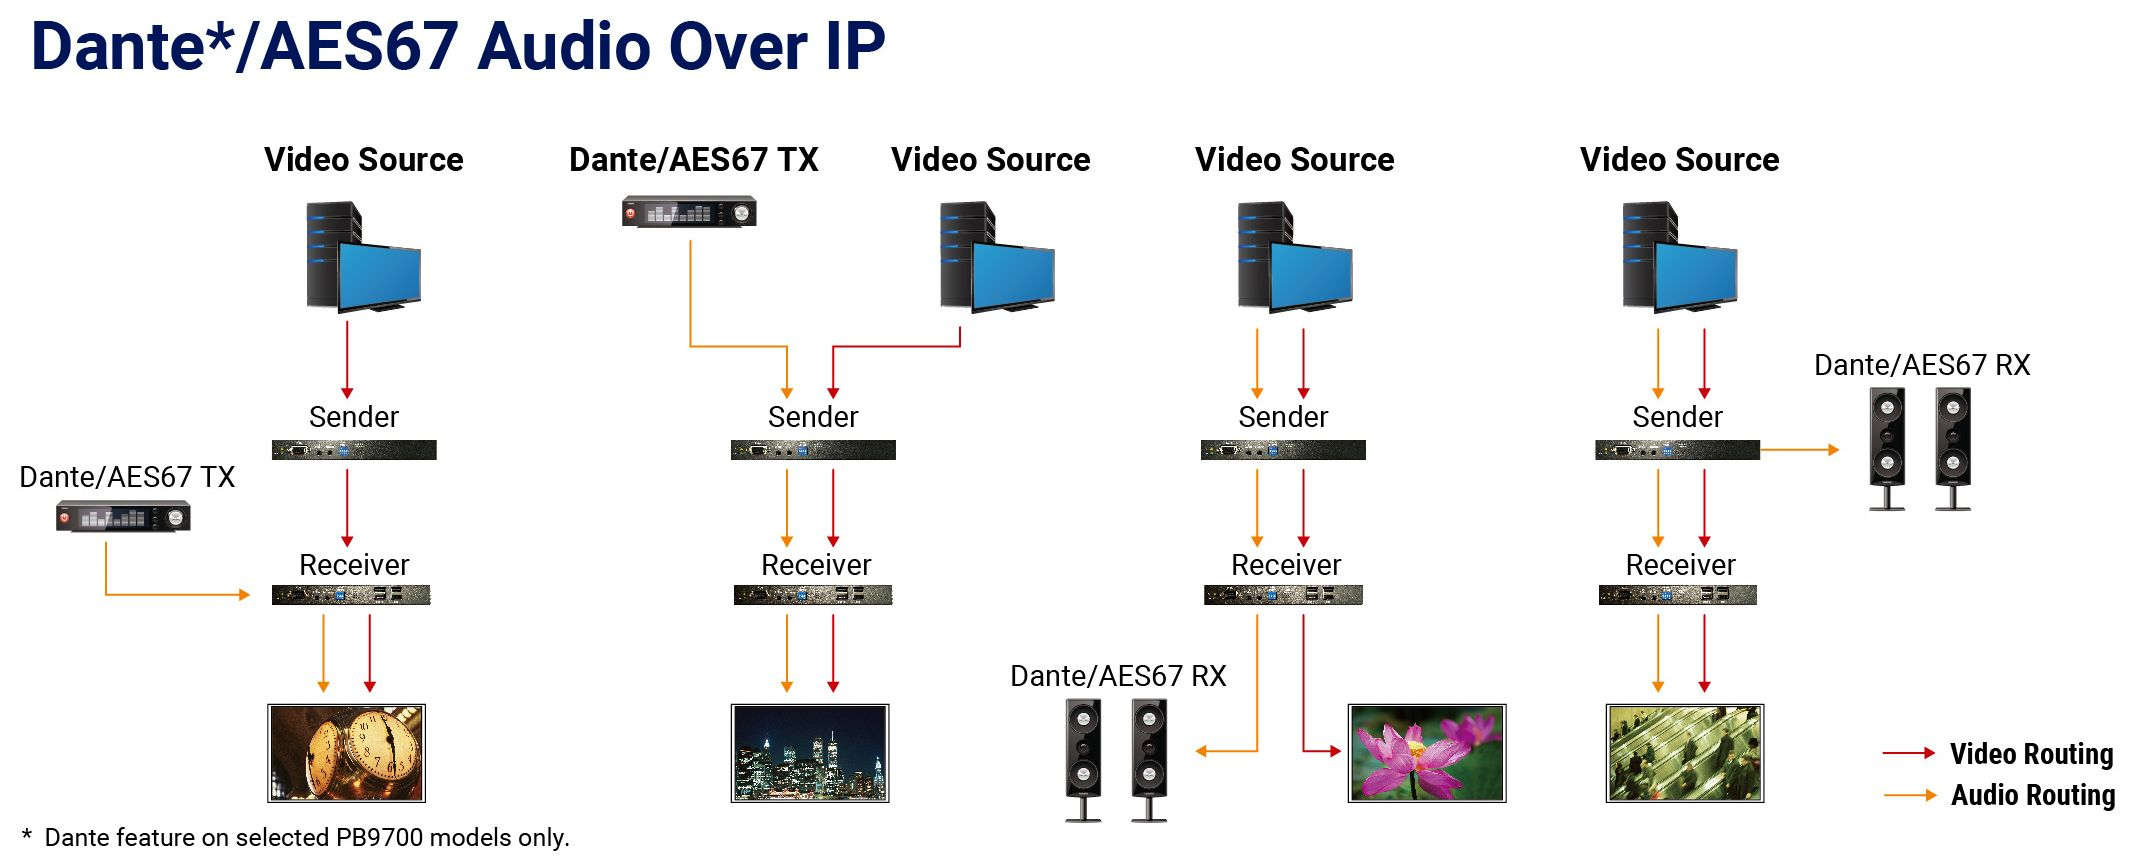 Dante*/AES67 Audio Over IP
Video Source
Dante/AES67 TX
Video Source
Video Source
Video Source
Dante/AES67 RX
Sender
Sender
Sender
Sender
Dante/AES67 TX
Receiver
Receiver
Receiver
Receiver
Dante/AES67 RX
Video Routing
Audio Routing
* Dante feature on selected PB9700 models only.